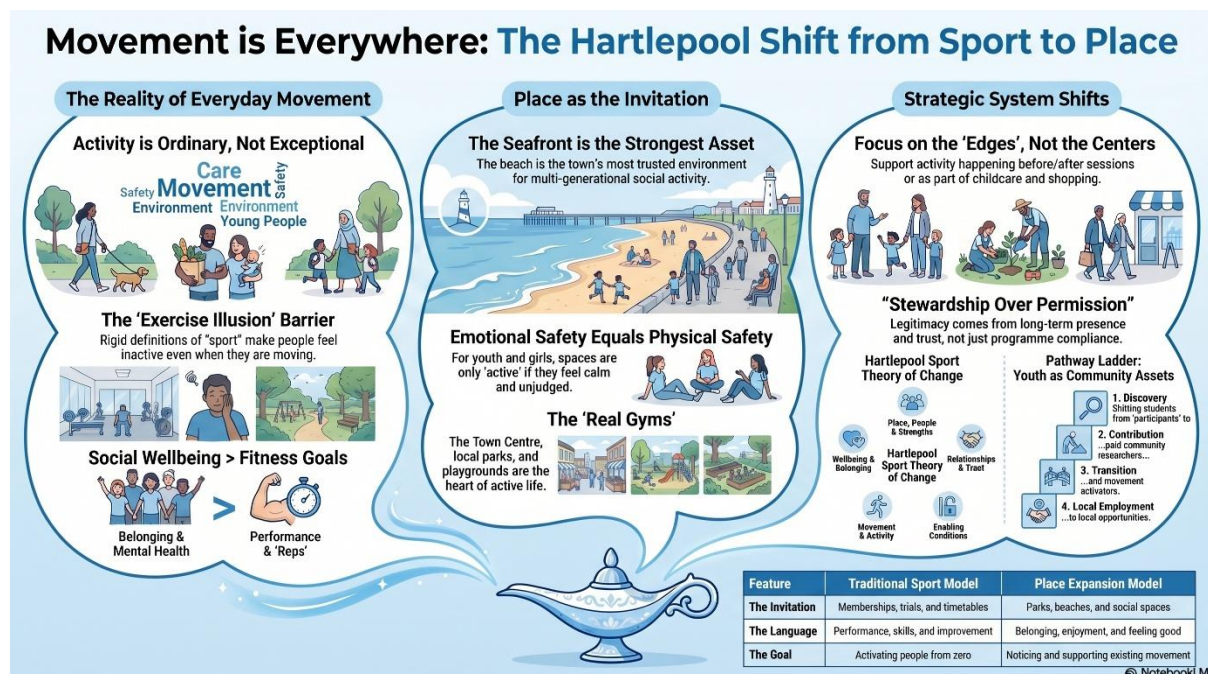 Movement is Everywhere: The Hartlepool Shift from Sport to Place
The Reality of Everyday Movement
Activity is Ordinary, Not Exceptional
Care
Safety
Movement
Safety
Environment
Environment
Young People
The 'Exercise Illusion' Barrier
Rigid definitions of "sport" make people feel
inactive even when they are moving.
Social Wellbeing > Fitness Goals
>
Belonging &
Mental Health
Performance
& 'Reps'
Place as the Invitation
The Seafront is the Strongest Asset
The beach is the town's most trusted environment
for multi-generational social activity.
Emotional Safety Equals Physical Safety
For youth and girls, spaces are
only 'active' if they feel calm
and unjudged.
The 'Real Gyms'
The Town Centre,
local parks, and
playgrounds are the
heart of active life.
Strategic System Shifts
Focus on the 'Edges', Not the Centers
Support activity happening before/after sessions
or as part of childcare and shopping.
"Stewardship Over Permission"
Legitimacy comes from long-term presence
and trust, not just programme compliance.
Hartlepool Sport
Theory of Change
Place, People
& Strengths
Wellbeing &
Belonging
Hartlepool
Sport Theory
of Change
Relationships
& Traet
Movement
& Activity
Enabling
Conditions
Pathway Ladder:
Youth as Community Assets
1. Discovery
Shitting students
from 'participants' to
2. Contribution
...paid community
researchers...
3. Transition
...and movement
activators.
4. Local Employment
...to local opportunities.
Feature Traditional Sport Model Place Expansion Model
The Invitation Memberships, trials, and timetables Parks, beaches, and social spaces
The Language Performance, skills, and improvement Belonging, enjoyment, and feeling good
The Goal Activating people from zero Noticing and supporting existing movement